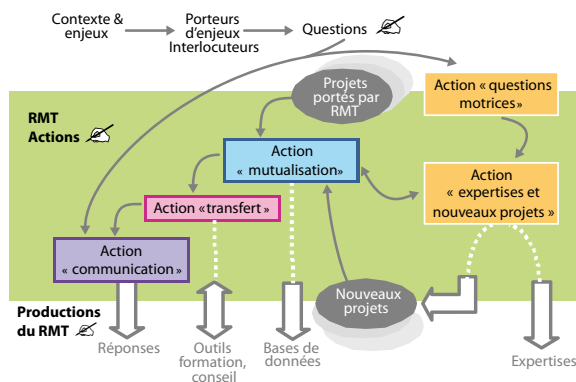 Contexte &
enjeux
Porteurs
d'enjeux
Interlocuteurs
Questions
Projets
portés par
RMT
Action « questions
motrices»
RMT
Actions
Action
« mutualisation»
Action
« expertises et
nouveaux projets »
Action «transfert »
Action
« communication»
Nouveaux
projets
Productions
du RMT
Réponses
Outils
formation,
conseil
Bases de
données
Expertises